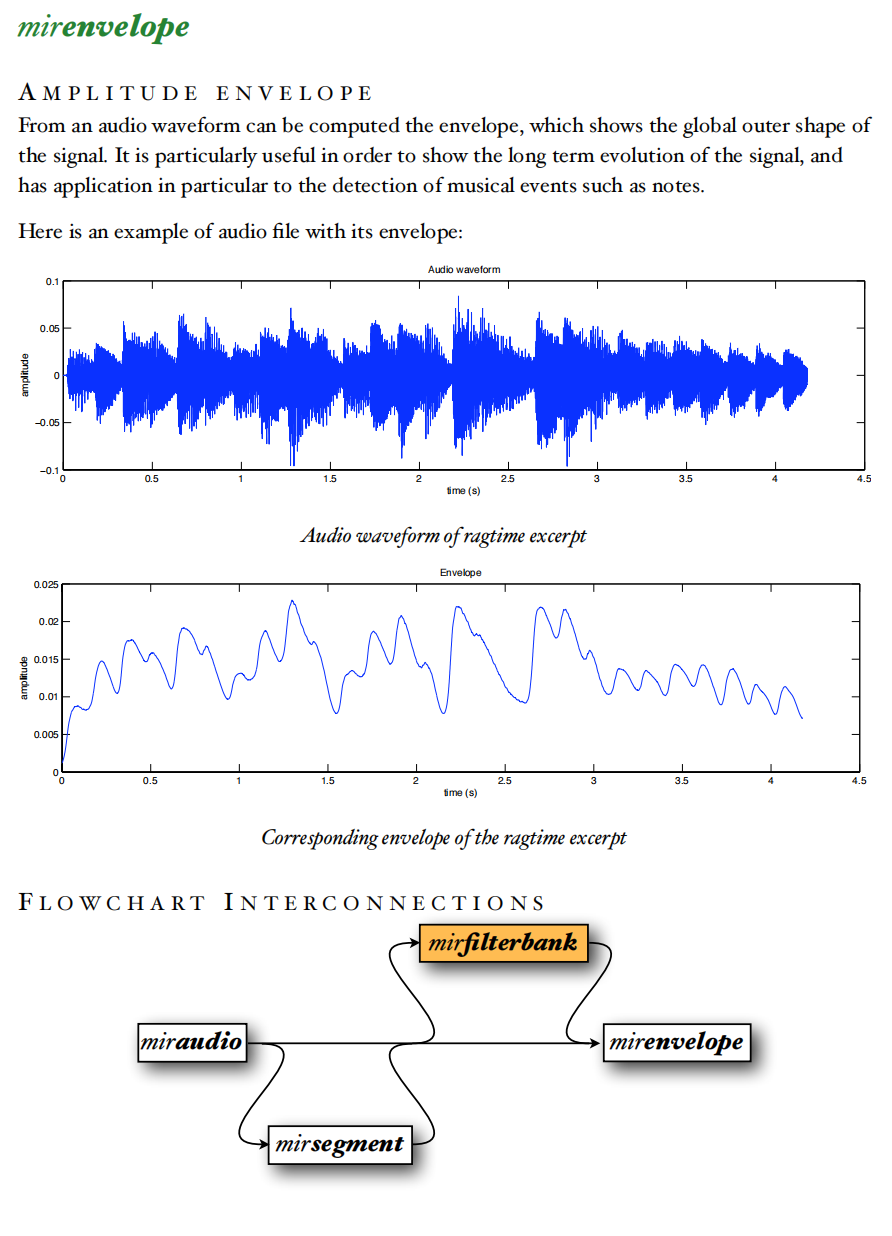 mirenvelope
AMPLITUDE ENVELOPE
From an audio waveform can be computed the envelope, which shows the global outer shape of
the signal. It is particularly useful in order to show the long term evolution of the signal, and
has application in particular to the detection of musical events such as notes.
Here is an example of audio file with its envelope:
Audio waveform
0.1
0.05
0
−0.05
−0.1
amplitude
0 0.5 1 1.5 2 2.5 3 3.5 4 4.5
time (s)
Audio waveform of ragtime excerpt
Envelope
0.025
0.02
0.015
0.01
0.005
0
amplitude
0 0.5 1 1.5 2 2.5 3 3.5 4 4.5
time (s)
Corresponding envelope of the ragtime excerpt
FLOWCHART INTERCONNECTIONS
mirfilterbank
miraudio
mirenvelope
mirsegment